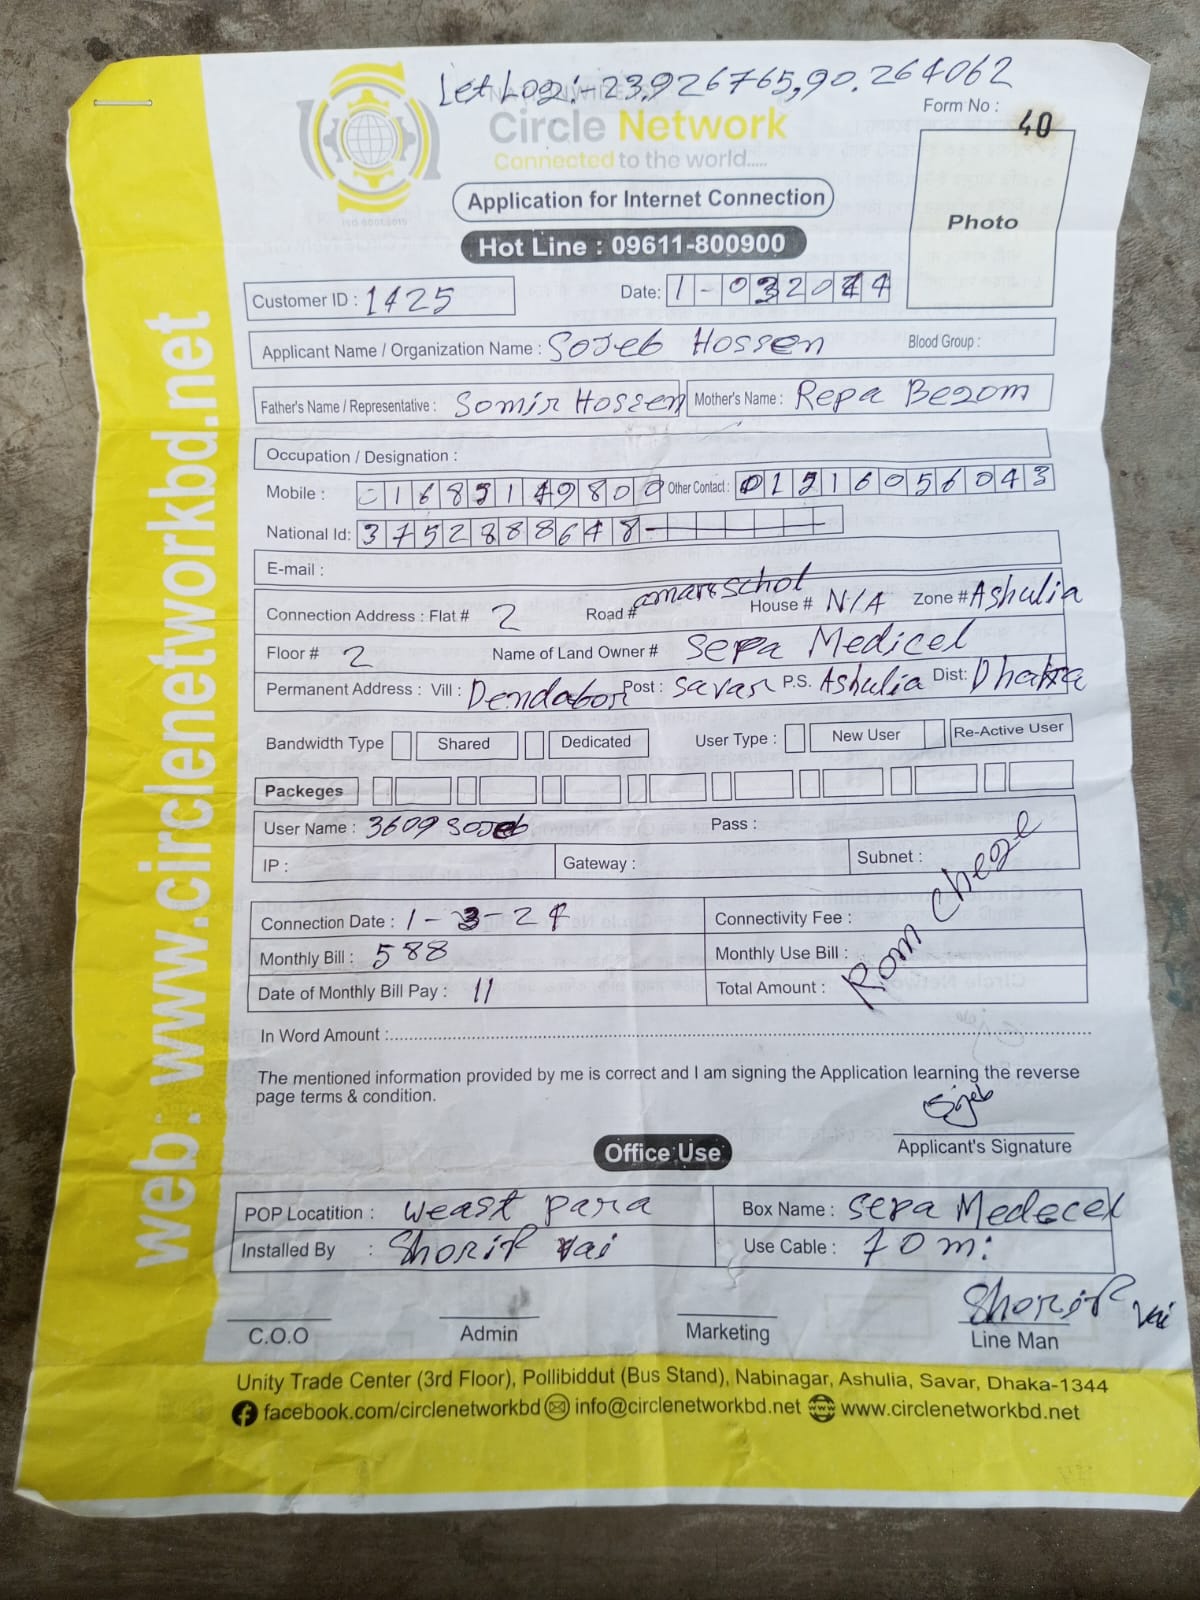 Let Log:-23.926765,90.264062
NATIONWIDE ISP
Circle Network
Connected to the world.....
Form No :
40
Photo
Application for Internet Connection
Hot Line : 09611-800900
Customer ID : 1425
Date: 1-032024
Applicant Name / Organization Name : Sojeb Hossen Blood Group :
Father's Name / Representative : Somir Hossen Mother's Name : Repa Begom
Occupation / Designation :
Mobile : Other Contact :
National Id: 3752888648
E-mail :
Connection Address : Flat # 2 Road # House # N/A Zone # Ashulia
Floor # 2 Name of Land Owner # Sepa Medicel
Permanent Address : Vill : Dendabor Post : Savar P.S. Ashulia Dist: Dhaka
Bandwidth Type Shared Dedicated User Type : New User Re-Active User
Packeges
User Name : 3609 Sojeb Pass :
IP : Gateway : Subnet :
Connection Date : 1-3-24 Connectivity Fee :
Monthly Bill : 588 Monthly Use Bill :
Date of Monthly Bill Pay : 11 Total Amount :
Rom Cheze
In Word Amount :
The mentioned information provided by me is correct and I am signing the Application learning the reverse
page terms & condition.
Sojeb
Applicant's Signature
Office Use
POP Locatition : Weast para Box Name : Sepa Medecel
Installed By : Shorif Vai Use Cable : 70 m:
Shorif Vai
C.O.O Admin Marketing Line Man
Unity Trade Center (3rd Floor), Pollibiddut (Bus Stand), Nabinagar, Ashulia, Savar, Dhaka-1344
facebook.com/circlenetworkbd info@circlenetworkbd.net www.circlenetworkbd.net
web: www.circlenetworkbd.net